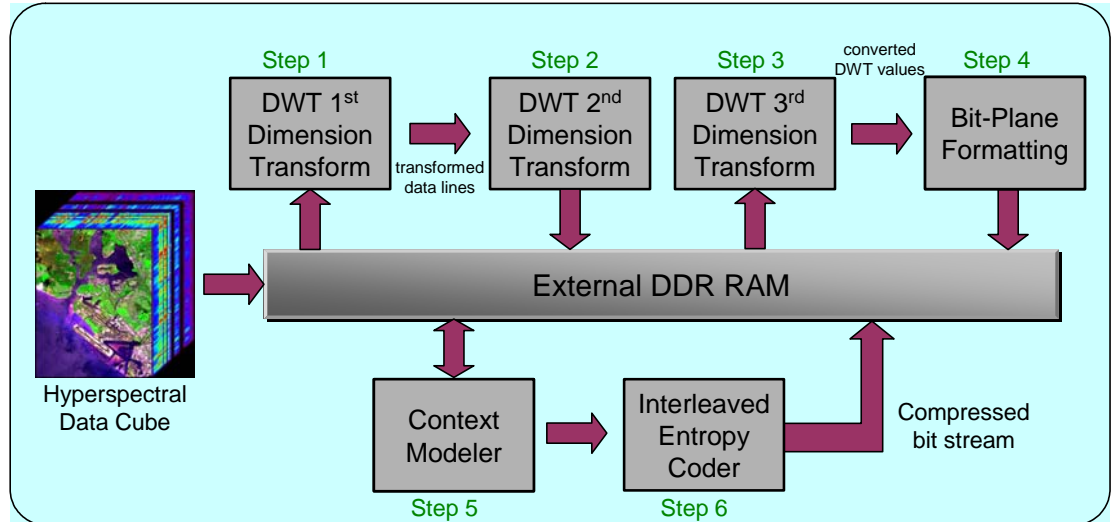 Step 1
Step 2
Step 3
converted
DWT values
Step 4
DWT 1st
Dimension
Transform
transformed
data lines
DWT 2nd
Dimension
Transform
DWT 3rd
Dimension
Transform
Bit-Plane
Formatting
External DDR RAM
Hyperspectral
Data Cube
Context
Modeler
Step 5
Interleaved
Entropy
Coder
Step 6
Compressed
bit stream